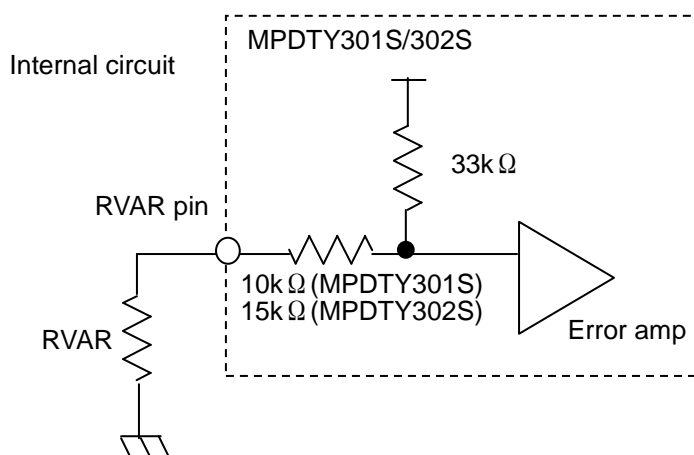 MPDTY301S/302S
Internal circuit
33kΩ
RVAR pin
10kΩ(MPDTY301S)
15kΩ(MPDTY302S)
Error amp
RVAR